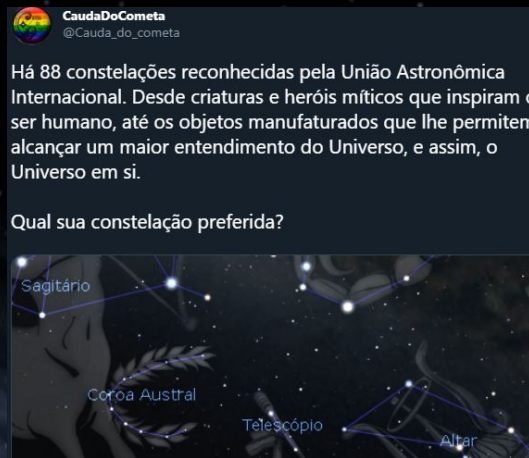 CaudaDoCometa
@Cauda_do_cometa
Há 88 constelações reconhecidas pela União Astronômica
Internacional. Desde criaturas e heróis míticos que inspiram
ser humano, até os objetos manufaturados que lhe permitem
alcançar um maior entendimento do Universo, e assim, o
Universo em si.
Qual sua constelação preferida?
Sagitário
Coroa Austral
Telescópio
Altar